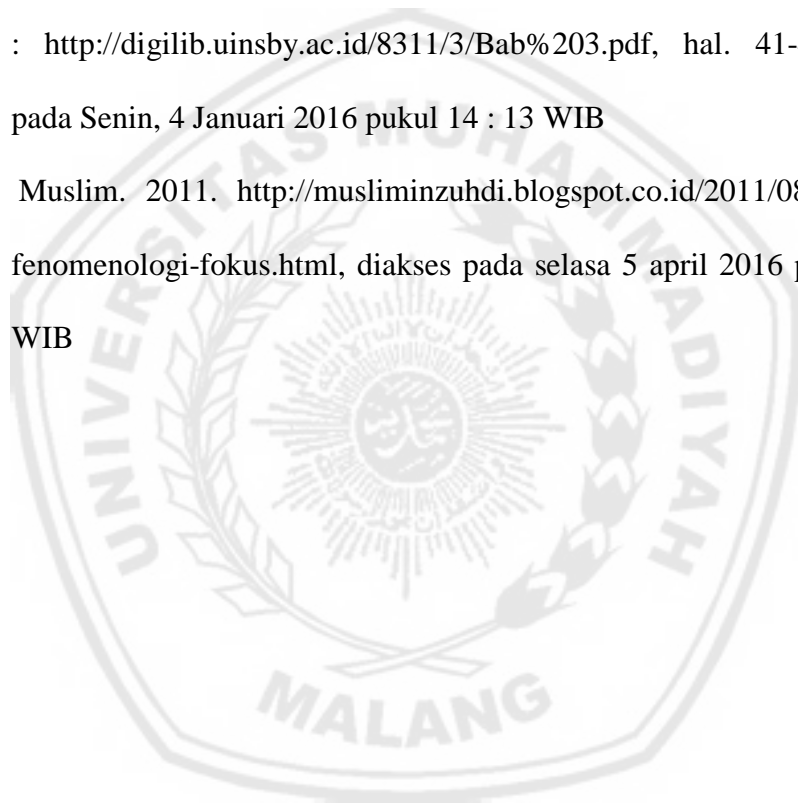 : http://digilib.uinsby.ac.id/8311/3/Bab%203.pdf, hal. 41-
pada Senin, 4 Januari 2016 pukul 14 : 13 WIB
Muslim. 2011. http://musliminzuhdi.blogspot.co.id/2011/08
fenomenologi-fokus.html, diakses pada selasa 5 april 2016 p
WIB
UNIVERSITAS MUHAMMADIYAH
MALANG